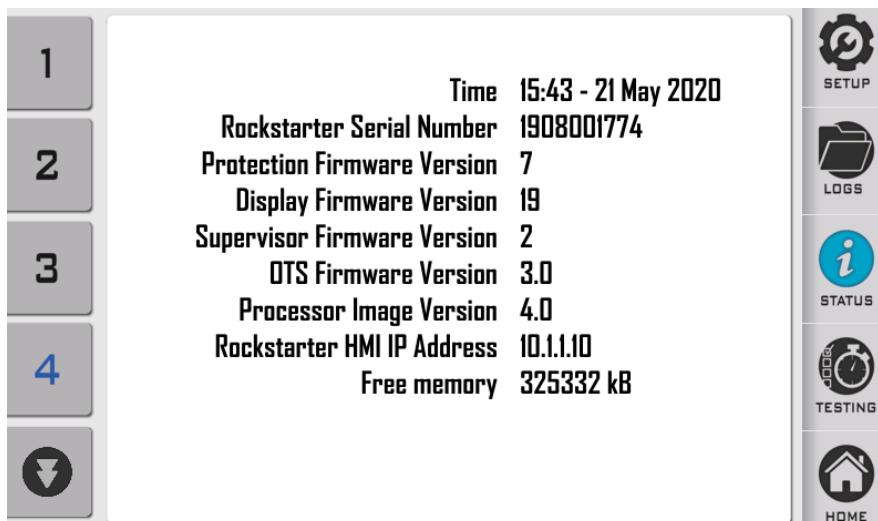 1
2
3
4
Time 15:43 - 21 May 2020
Rockstarter Serial Number 1908001774
Protection Firmware Version 7
Display Firmware Version 19
Supervisor Firmware Version 2
OTS Firmware Version 3.0
Processor Image Version 4.0
Rockstarter HMI IP Address 10.1.1.10
Free memory 325332 kB
SETUP
LOGS
i
STATUS
TESTING
HOME